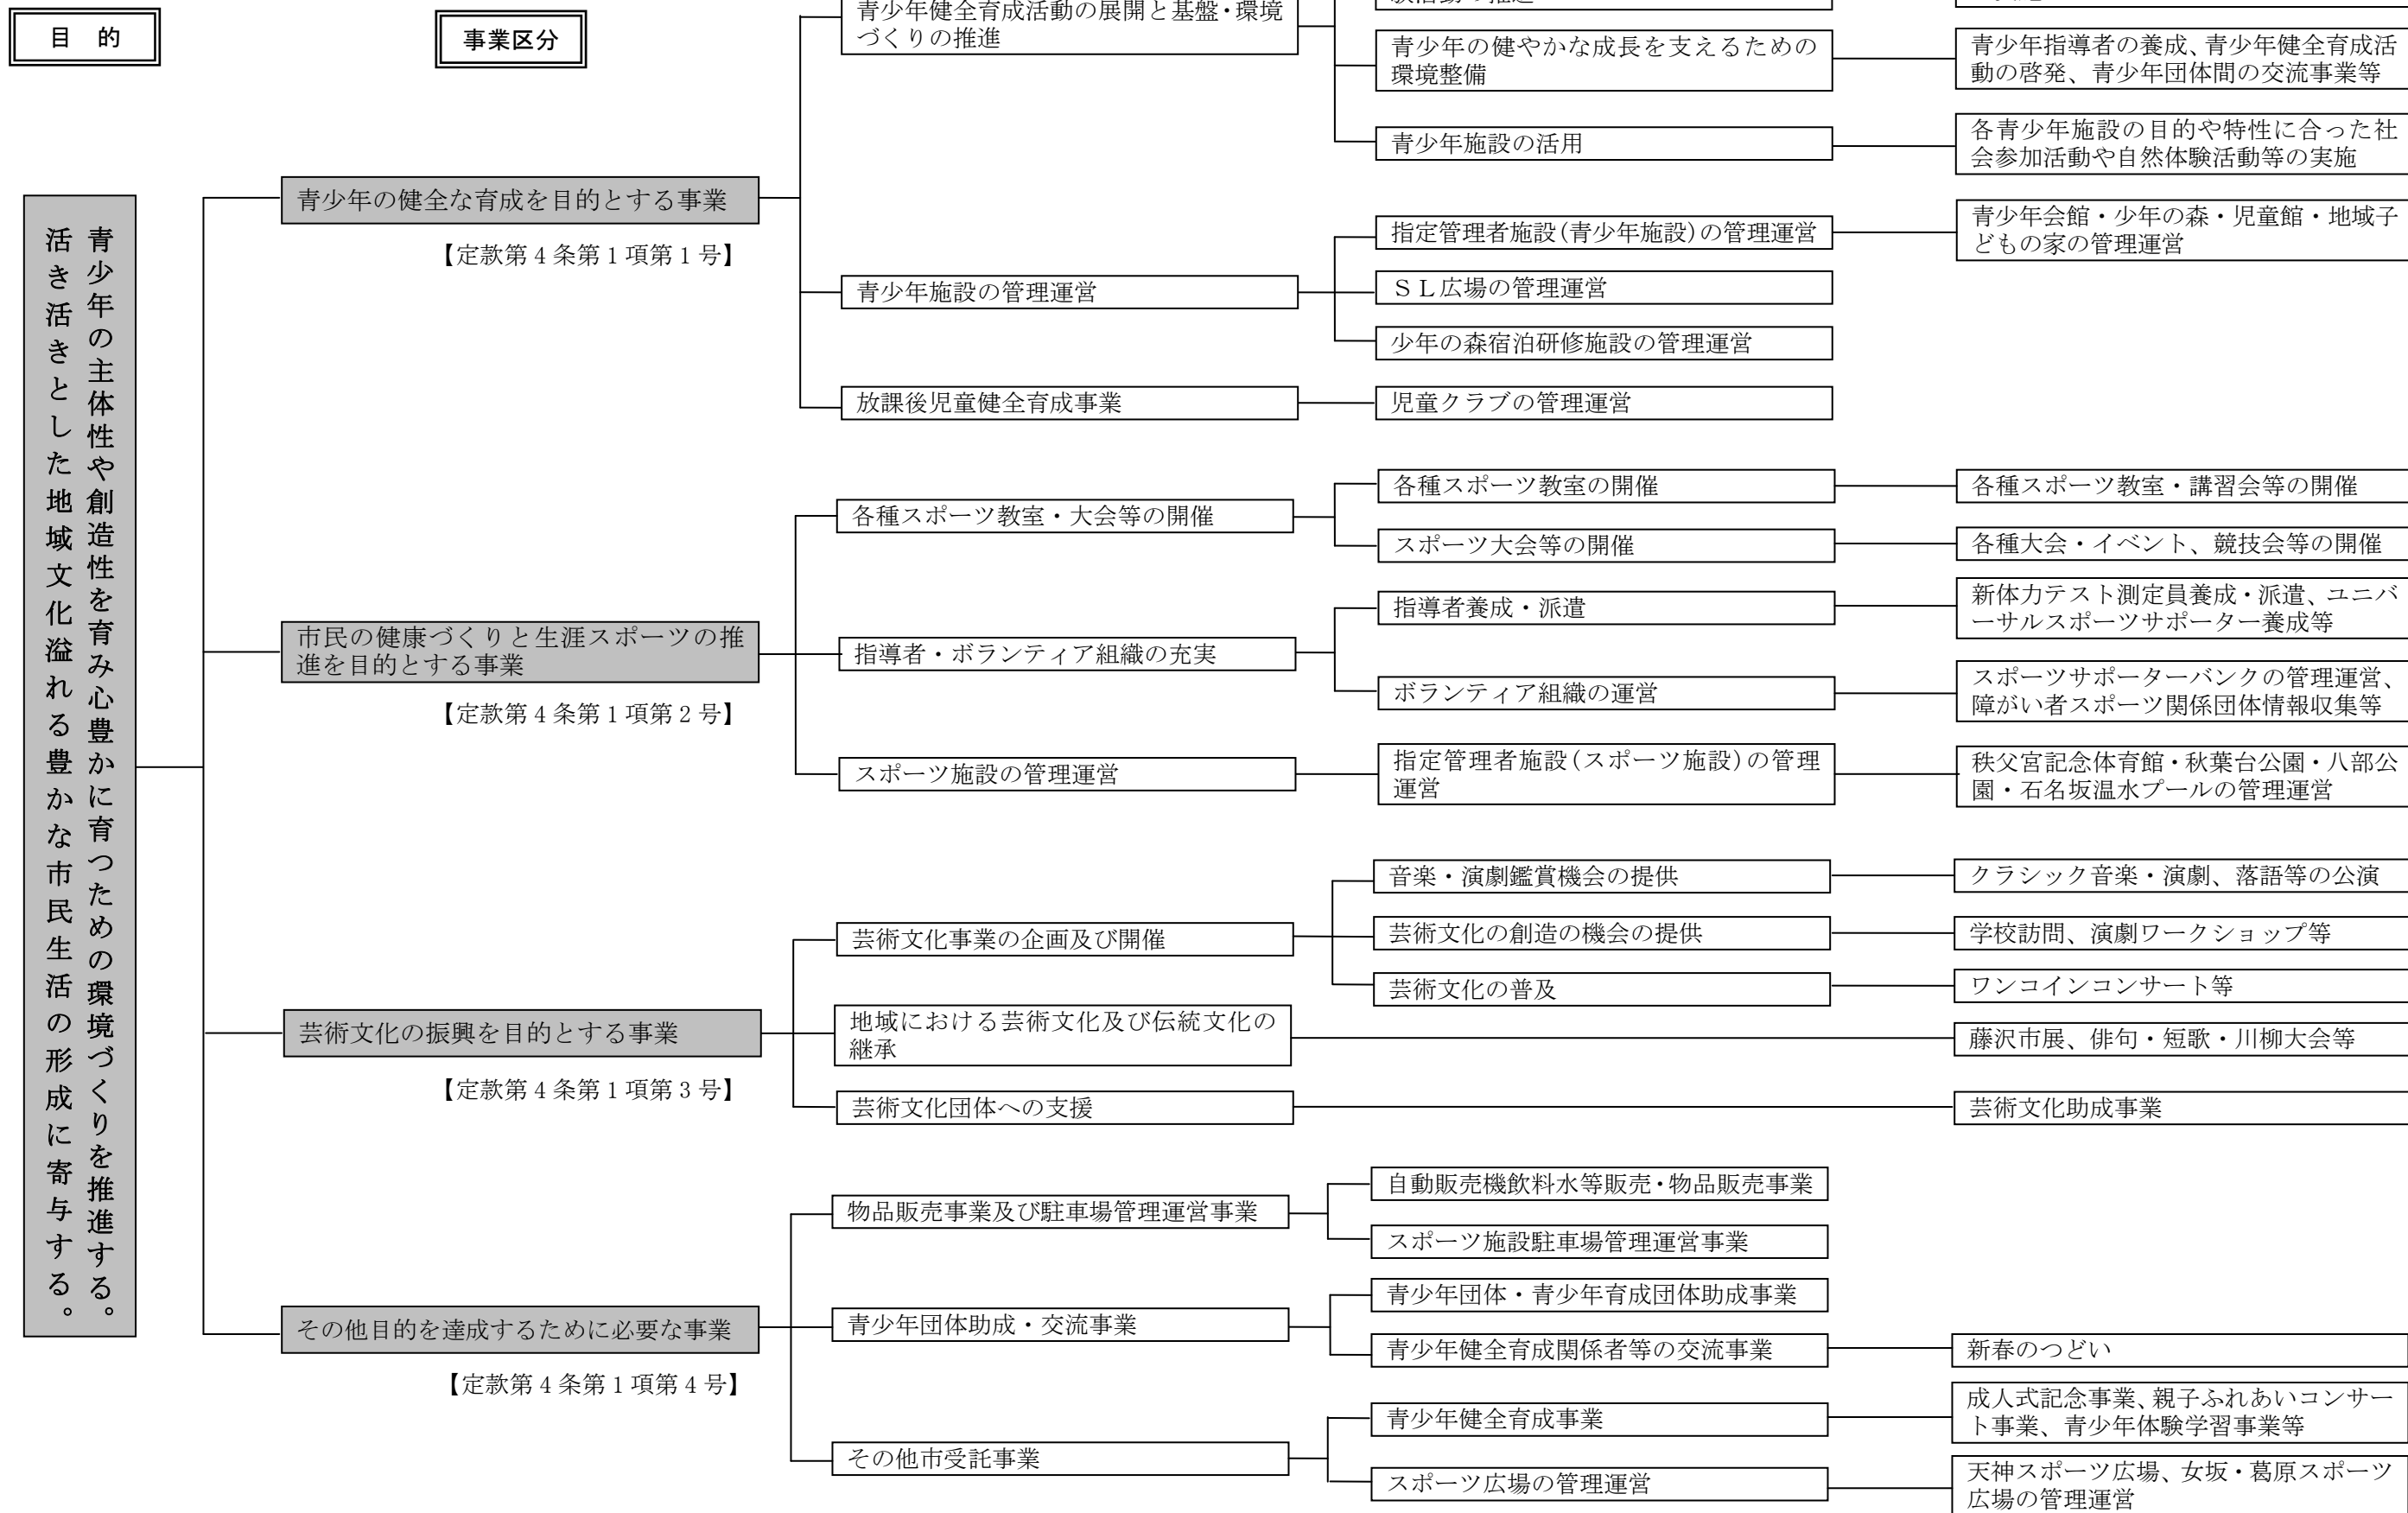 目　的
事業区分
青少年の主体性や創造性を育み心豊かに育つための環境づくりを推進する。
活き活きとした地域文化溢れる豊かな市民生活の形成に寄与する。
青少年の健全な育成を目的とする事業
【定款第４条第１項第１号】
青少年健全育成活動の展開と基盤・環境
づくりの推進
青少年の健やかな成長を支えるための
環境整備
青少年指導者の養成、青少年健全育成活
動の啓発、青少年団体間の交流事業等
青少年施設の活用
各青少年施設の目的や特性に合った社
会参加活動や自然体験活動等の実施
青少年施設の管理運営
指定管理者施設(青少年施設)の管理運営
青少年会館・少年の森・児童館・地域子
どもの家の管理運営
ＳＬ広場の管理運営
少年の森宿泊研修施設の管理運営
放課後児童健全育成事業
児童クラブの管理運営
市民の健康づくりと生涯スポーツの推
進を目的とする事業
【定款第４条第１項第２号】
各種スポーツ教室・大会等の開催
各種スポーツ教室の開催
各種スポーツ教室・講習会等の開催
スポーツ大会等の開催
各種大会・イベント、競技会等の開催
指導者・ボランティア組織の充実
指導者養成・派遣
新体力テスト測定員養成・派遣、ユニバ
ーサルスポーツサポーター養成等
ボランティア組織の運営
スポーツサポーターバンクの管理運営、
障がい者スポーツ関係団体情報収集等
スポーツ施設の管理運営
指定管理者施設(スポーツ施設)の管理
運営
秩父宮記念体育館・秋葉台公園・八部公
園・石名坂温水プールの管理運営
芸術文化の振興を目的とする事業
【定款第４条第１項第３号】
芸術文化事業の企画及び開催
音楽・演劇鑑賞機会の提供
クラシック音楽・演劇、落語等の公演
芸術文化の創造の機会の提供
学校訪問、演劇ワークショップ等
芸術文化の普及
ワンコインコンサート等
地域における芸術文化及び伝統文化の
継承
藤沢市展、俳句・短歌・川柳大会等
芸術文化団体への支援
芸術文化助成事業
その他目的を達成するために必要な事業
【定款第４条第１項第４号】
物品販売事業及び駐車場管理運営事業
自動販売機飲料水等販売・物品販売事業
スポーツ施設駐車場管理運営事業
青少年団体助成・交流事業
青少年団体・青少年育成団体助成事業
青少年健全育成関係者等の交流事業
新春のつどい
その他市受託事業
青少年健全育成事業
成人式記念事業、親子ふれあいコンサー
ト事業、青少年体験学習事業等
スポーツ広場の管理運営
天神スポーツ広場、女坂・葛原スポーツ
広場の管理運営